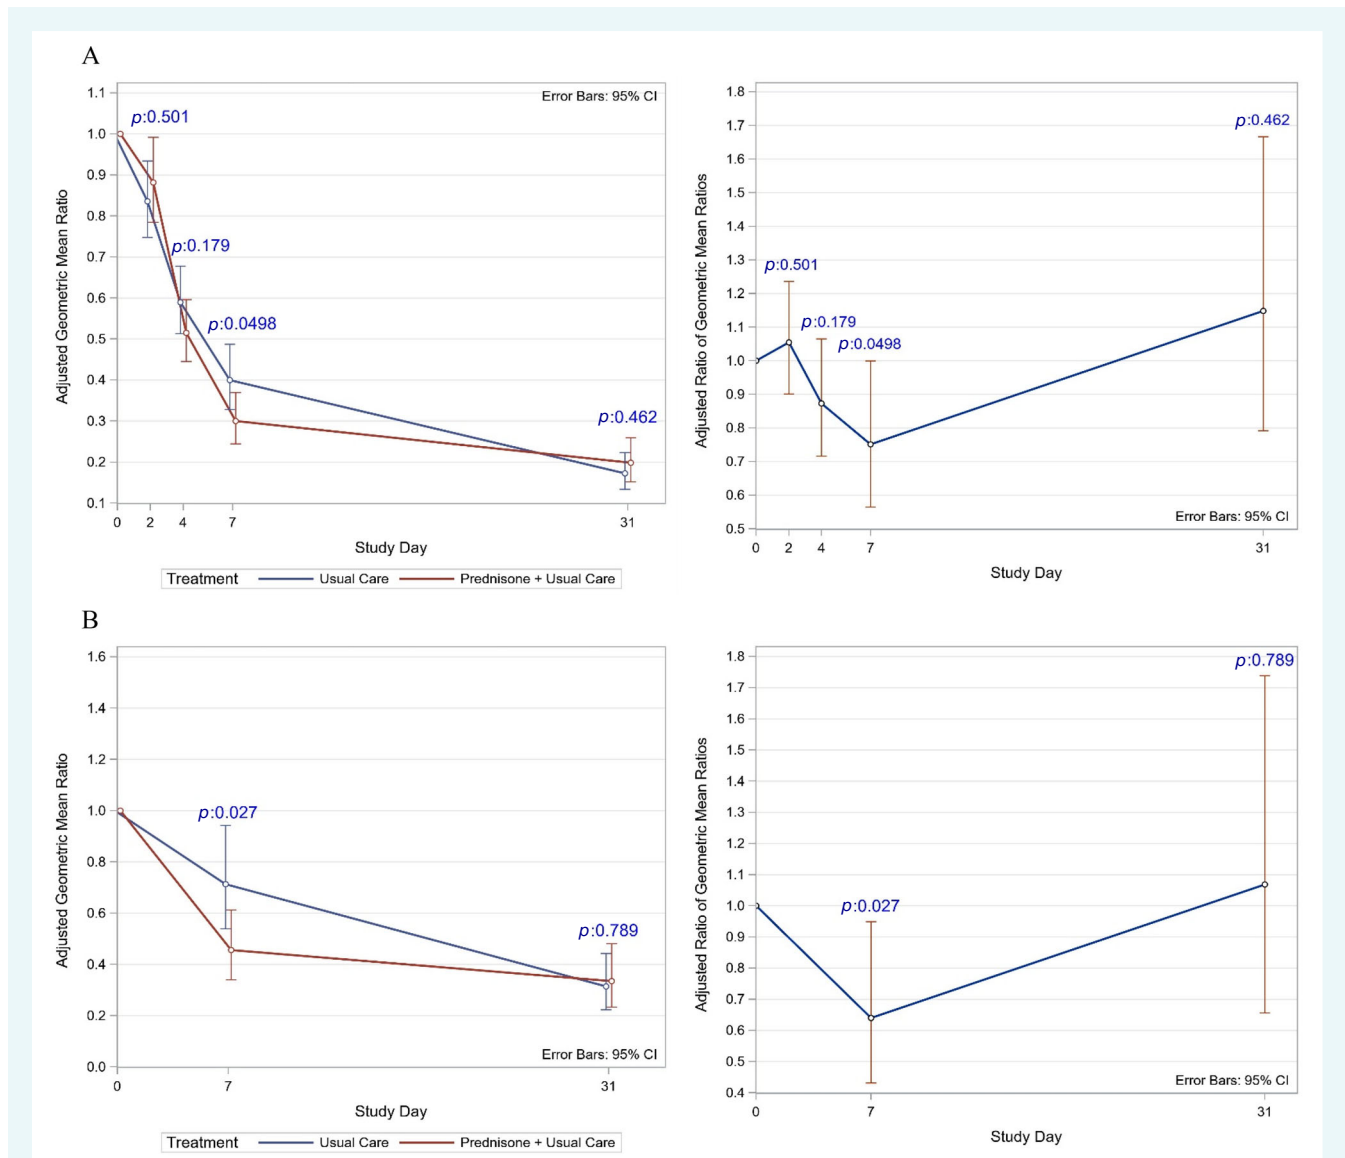 A
Error Bars: 95% CI
Adjusted Geometric Mean Ratio
1.1
1.0
0.9
0.8
0.7
0.6
0.5
0.4
0.3
0.2
0.1
p:0.501
p:0.179
p:0.0498
p:0.462
0 2 4 7 31
Study Day
Treatment Usual Care Prednisone + Usual Care
Adjusted Ratio of Geometric Mean Ratios
1.8
1.7
1.6
1.5
1.4
1.3
1.2
1.1
1.0
0.9
0.8
0.7
0.6
0.5
p:0.501
p:0.179
p:0.0498
p:0.462
Error Bars: 95% CI
0 2 4 7 31
Study Day
B
Adjusted Geometric Mean Ratio
1.6
1.4
1.2
1.0
0.8
0.6
0.4
0.2
0.0
p:0.027
p:0.789
Error Bars: 95% CI
0 7 31
Study Day
Treatment Usual Care Prednisone + Usual Care
Adjusted Ratio of Geometric Mean Ratios
1.8
1.7
1.6
1.5
1.4
1.3
1.2
1.1
1.0
0.9
0.8
0.7
0.6
0.5
0.4
p:0.027
p:0.789
Error Bars: 95% CI
0 7 31
Study Day